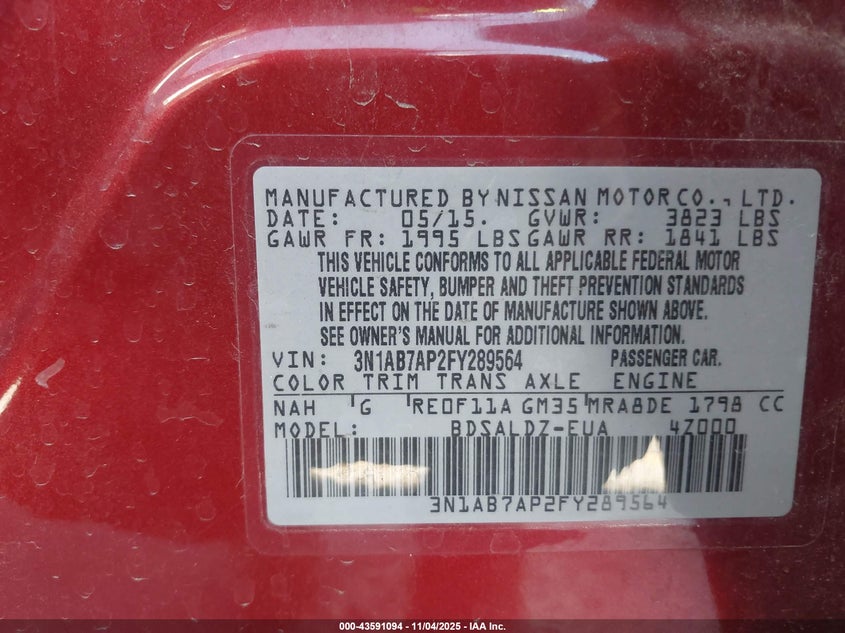 MANUFACTURED BY NISSAN MOTOR CO., LTD.
DATE: 05/15. GVWR: 3823 LBS
GAWR FR: 1995 LBS GAWR RR: 1841 LBS
THIS VEHICLE CONFORMS TO ALL APPLICABLE FEDERAL MOTOR
VEHICLE SAFETY, BUMPER AND THEFT PREVENTION STANDARDS
IN EFFECT ON THE DATE OF MANUFACTURE SHOWN ABOVE.
SEE OWNER'S MANUAL FOR ADDITIONAL INFORMATION.
VIN: 3N1AB7AP2FY289564 PASSENGER CAR.
COLOR TRIM TRANS AXLE ENGINE
NAH G RE0F11A GM35 MRA8DE 1798 CC
MODEL: BDSALDZ-EUA 4Z000
3N1AB7AP2FY289564
000-43591094 - 11/04/2025 - IAA Inc.